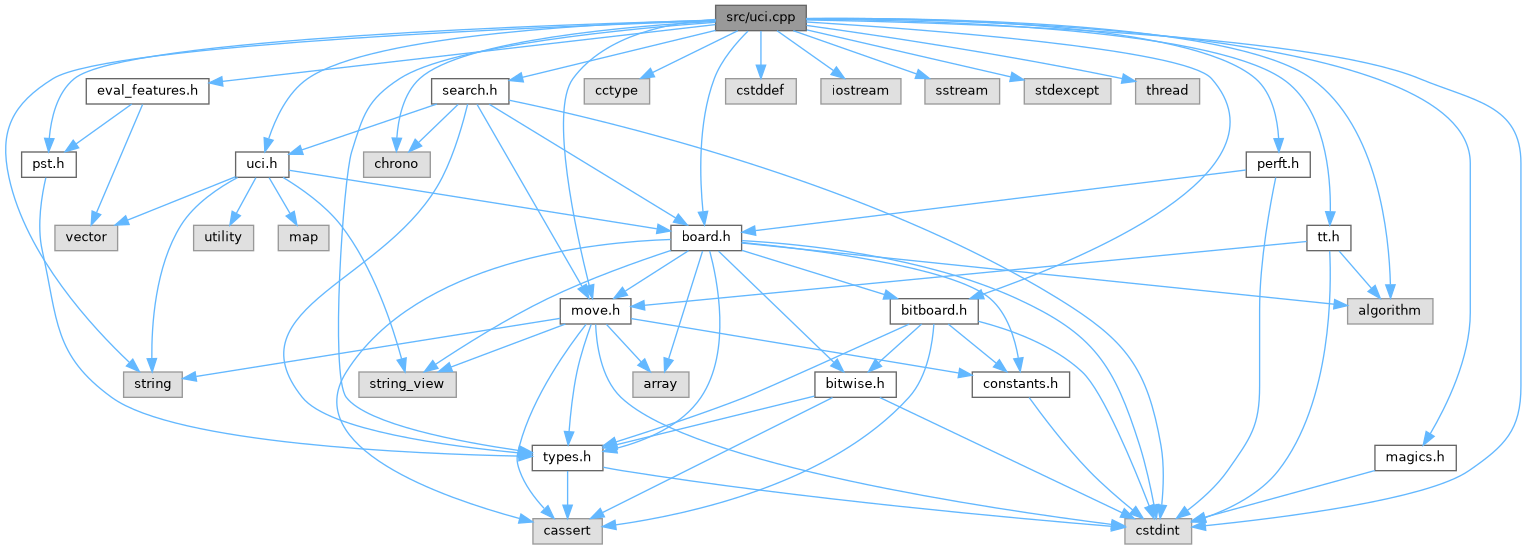 src/uci.cpp
eval_features.h
search.h
cctype
cstddef
iostream
sstream
stdexcept
thread
pst.h
uci.h
chrono
perft.h
vector
utility
map
board.h
tt.h
move.h
bitboard.h
algorithm
string
string_view
array
bitwise.h
constants.h
types.h
magics.h
cassert
cstdint